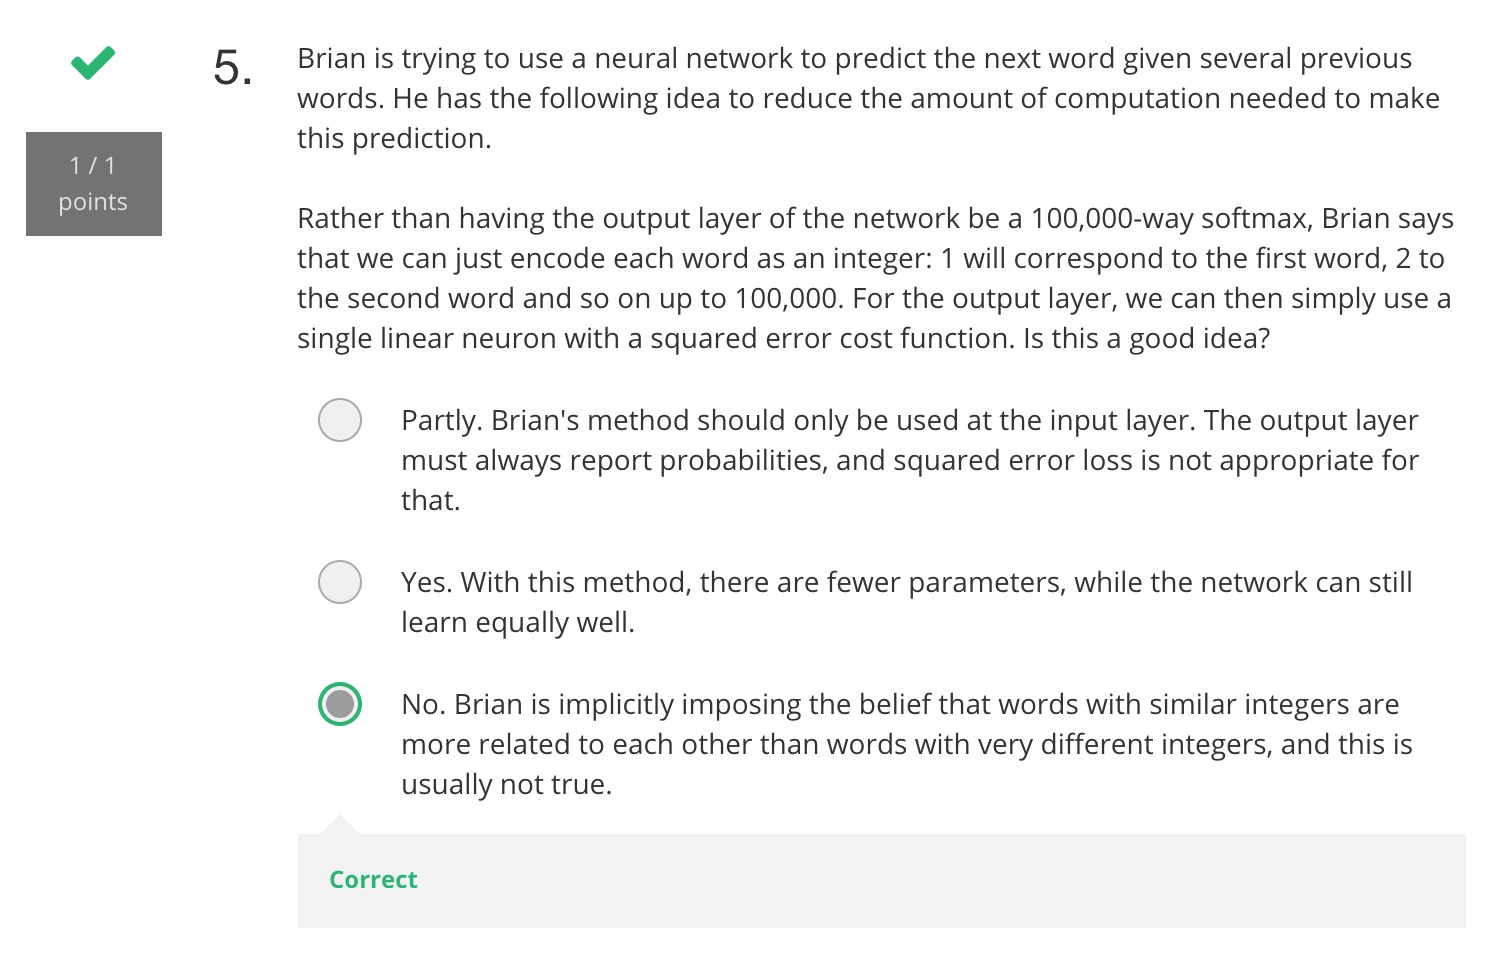 5.
Brian is trying to use a neural network to predict the next word given several previous
words. He has the following idea to reduce the amount of computation needed to make
this prediction.
1 / 1
points
Rather than having the output layer of the network be a 100,000-way softmax, Brian says
that we can just encode each word as an integer: 1 will correspond to the first word, 2 to
the second word and so on up to 100,000. For the output layer, we can then simply use a
single linear neuron with a squared error cost function. Is this a good idea?
Partly. Brian's method should only be used at the input layer. The output layer
must always report probabilities, and squared error loss is not appropriate for
that.
Yes. With this method, there are fewer parameters, while the network can still
learn equally well.
No. Brian is implicitly imposing the belief that words with similar integers are
more related to each other than words with very different integers, and this is
usually not true.
Correct